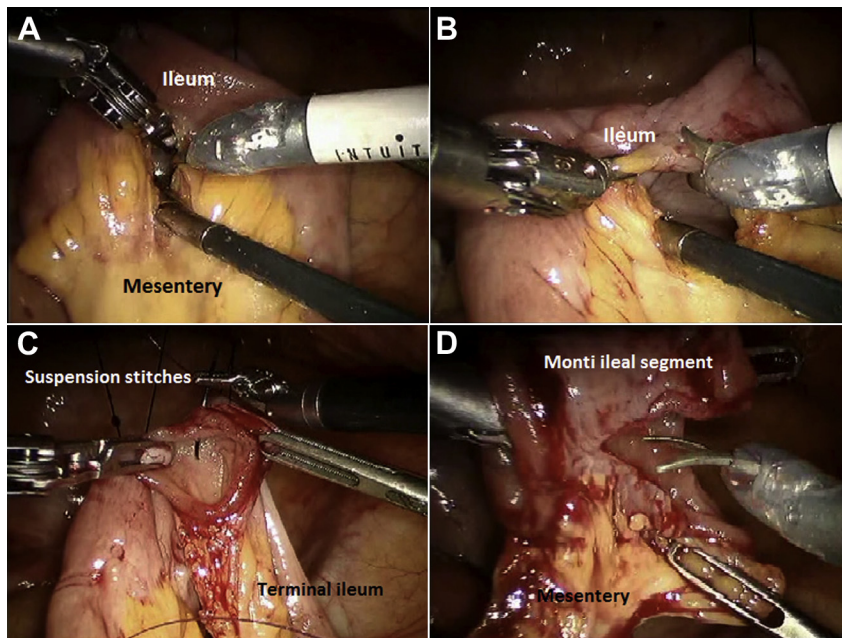 A
Ileum
INTUIT
Mesentery
B
Ileum
C
Suspension stitches
Terminal ileum
D
Monti ileal segment
Mesentery